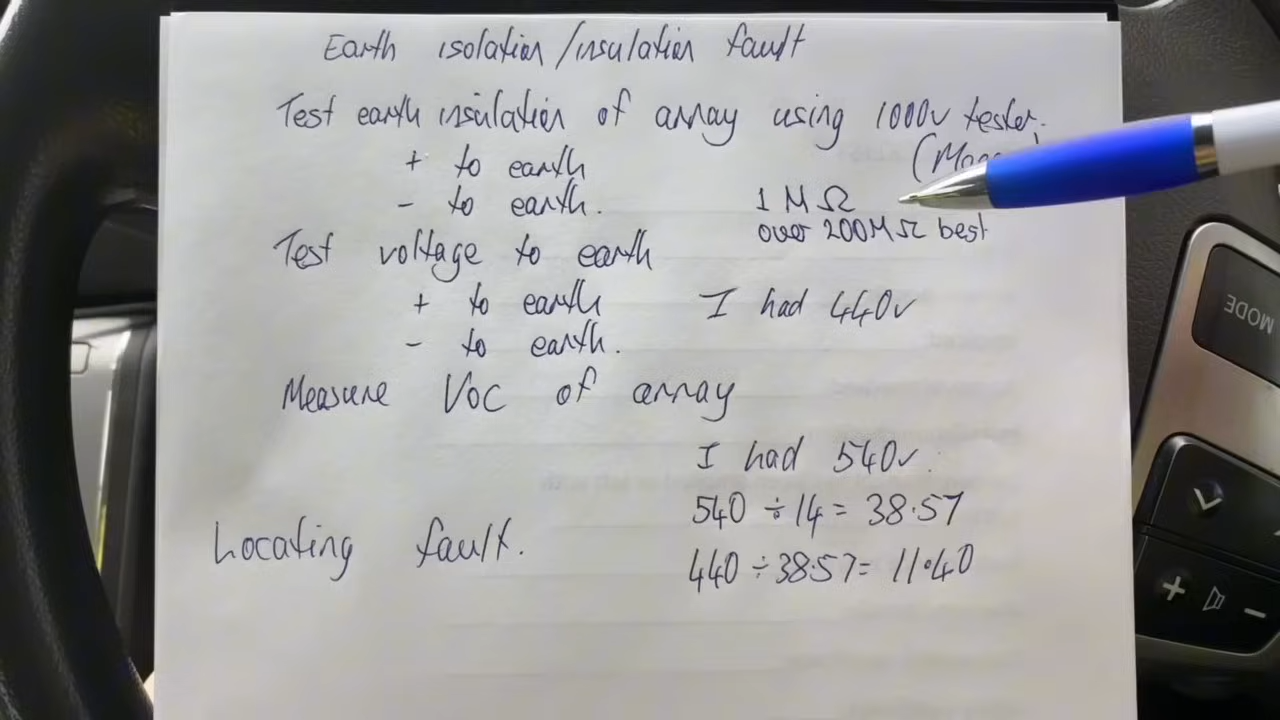 Earth isolation/insulation fault
Test earth insulation of array using 1000v tester.
+ to earth
- to earth.
1 M Ω
over 200MΩ best
Test voltage to earth
+ to earth I had 440v
- to earth.
Measure Voc of array
I had 540v.
540 ÷ 14 = 38.57
Locating fault.
440 ÷ 38.57 = 11.40
MODE
+ -